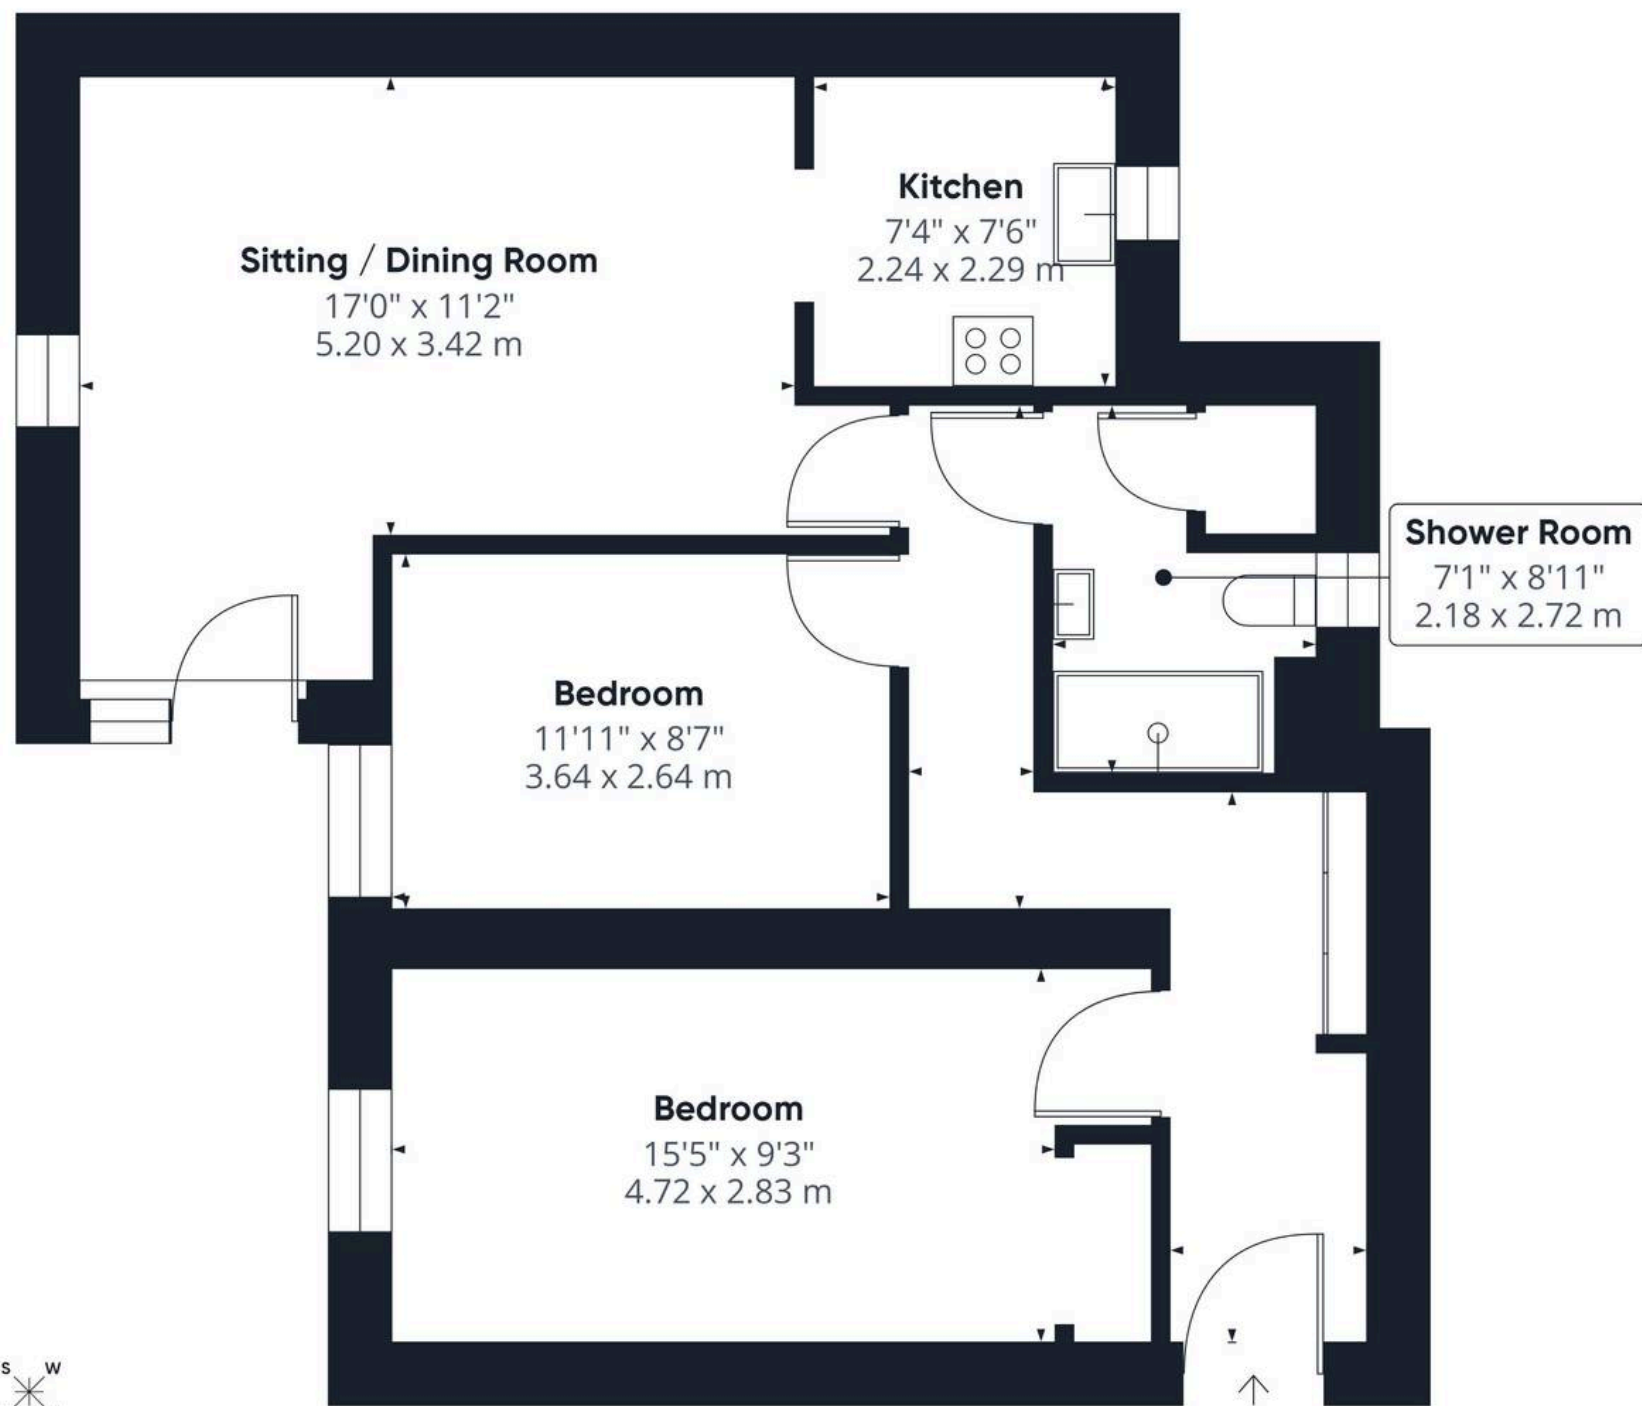 Kitchen
7'4" x 7'6"
2.24 x 2.29 m
Sitting / Dining Room
17'0" x 11'2"
5.20 x 3.42 m
Shower Room
7'1" x 8'11"
2.18 x 2.72 m
Bedroom
11'11" x 8'7"
3.64 x 2.64 m
Bedroom
15'5" x 9'3"
4.72 x 2.83 m
S W